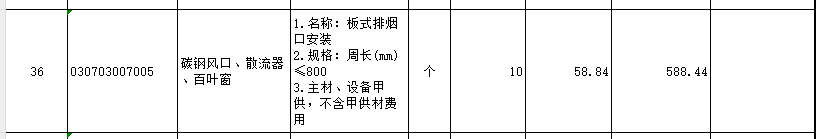 36
030703007005
碳钢风口、散流器
、百叶窗
1.名称：板式排烟
口安装
2.规格：周长(mm)
≤800
3.主材、设备甲
供，不含甲供材费
用
个
10
58.84
588.44